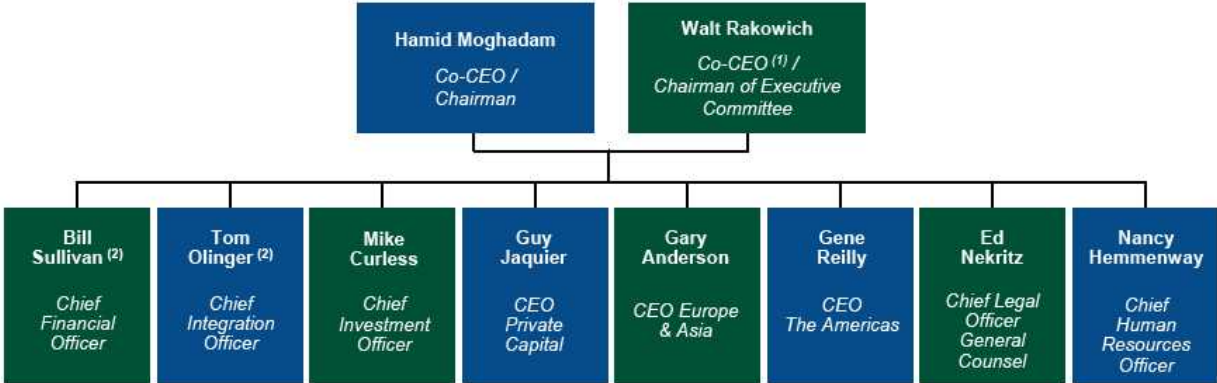 Hamid Moghadam
Co-CEO /
Chairman
Walt Rakowich
Co-CEO (1) /
Chairman of Executive
Committee
Bill
Sullivan (2)
Chief
Financial
Officer
Tom
Olinger (2)
Chief
Integration
Officer
Mike
Curless
Chief
Investment
Officer
Guy
Jaquier
CEO
Private
Capital
Gary
Anderson
CEO Europe
& Asia
Gene
Reilly
CEO
The Americas
Ed
Nekritz
Chief Legal
Officer
General
Counsel
Nancy
Hemmenway
Chief
Human
Resources
Officer